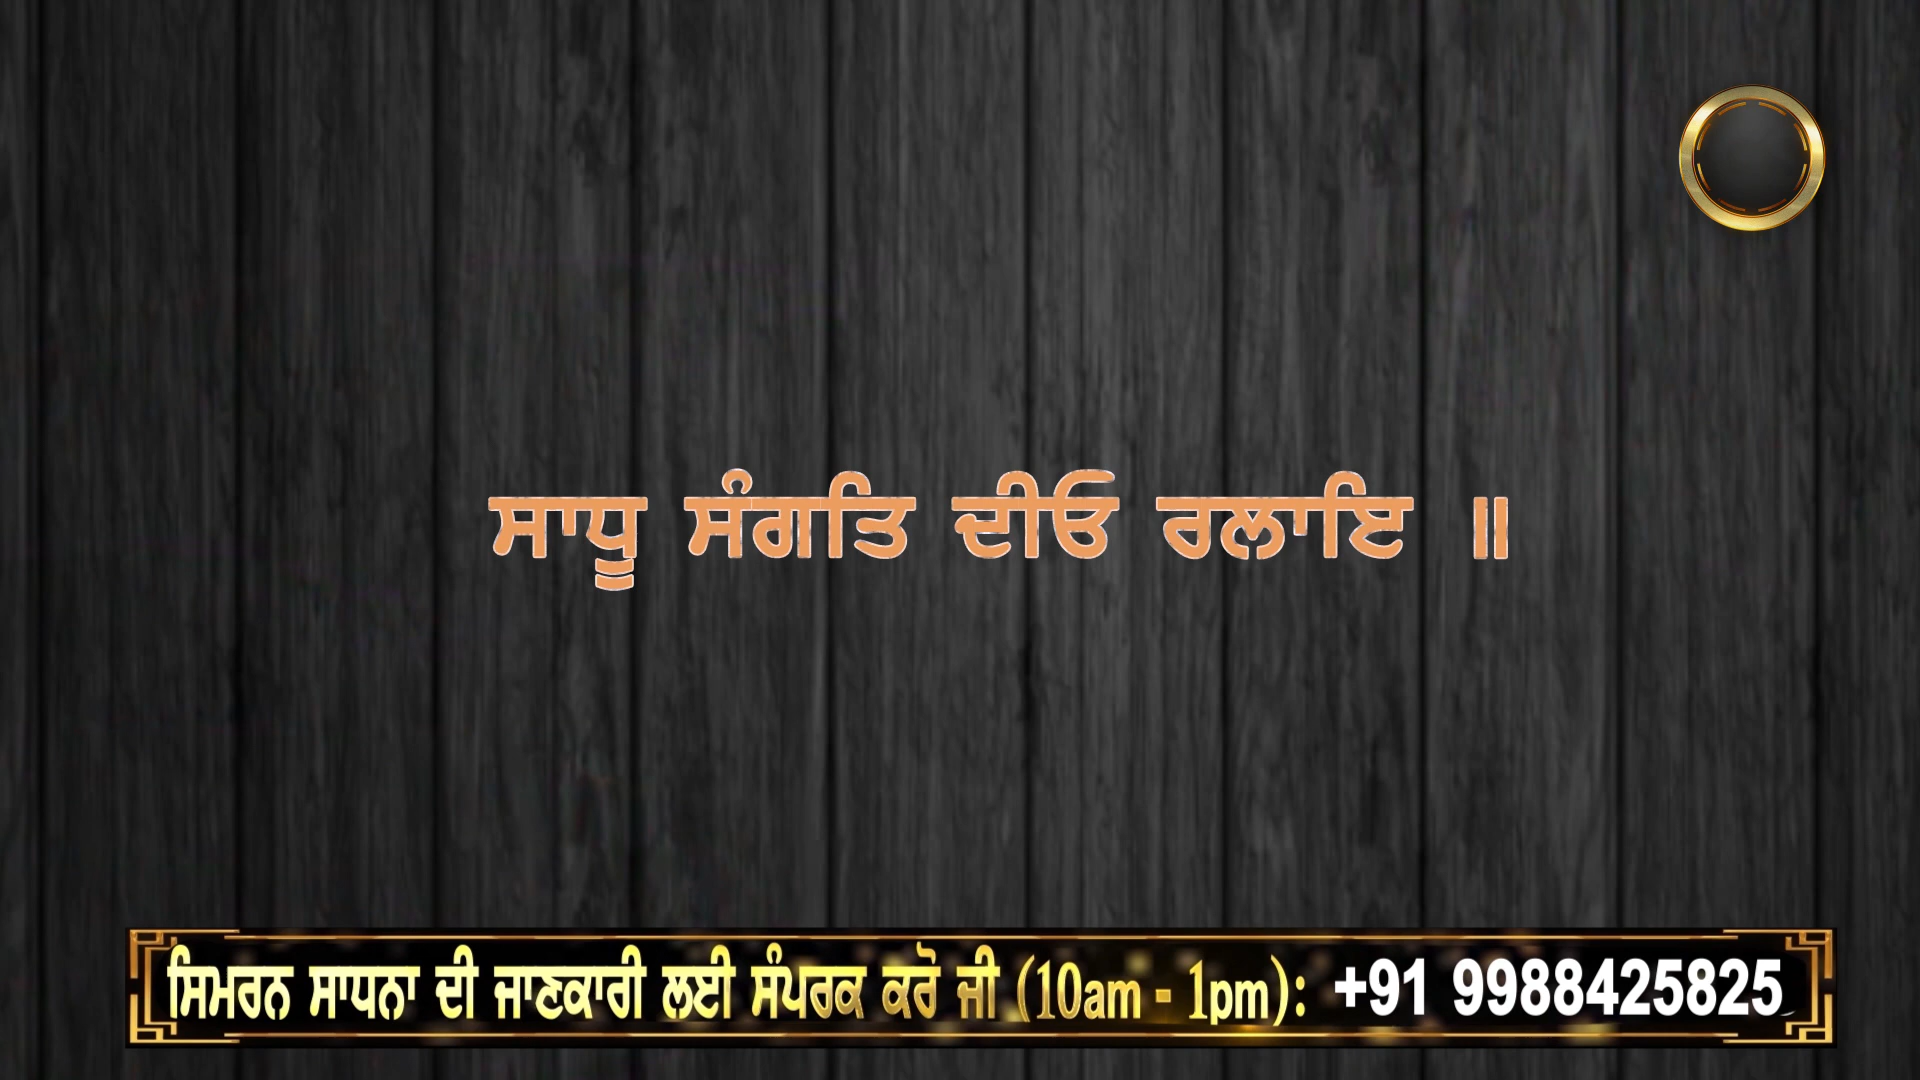 ਸਾਧੂ ਸੰਗਤਿ ਦੀਓ ਰਲਾਇ ॥
ਸਿਮਰਨ ਸਾਧਨਾ ਦੀ ਜਾਣਕਾਰੀ ਲਈ ਸੰਪਰਕ ਕਰੋ ਜੀ (10am - 1pm): +91 9988425825